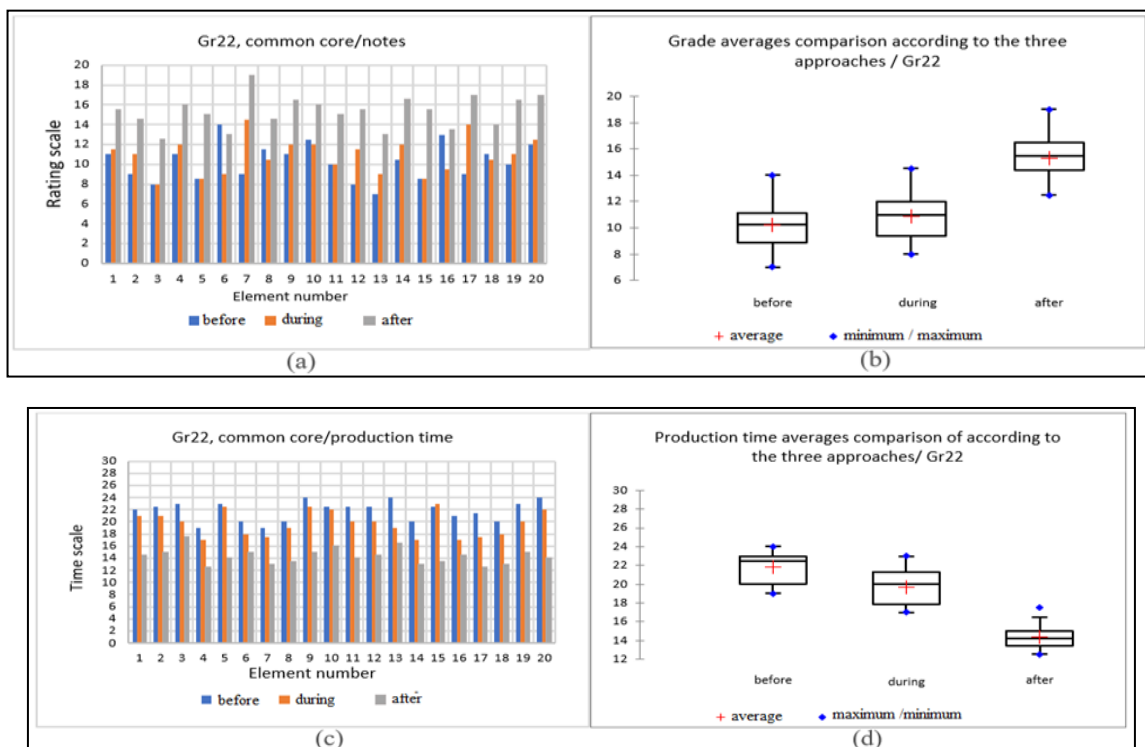 Gr22, common core/notes
20
18
16
14
12
10
8
6
4
2
0
Rating scale
1 2 3 4 5 6 7 8 9 10 11 12 13 14 15 16 17 18 19 20
Element number
before during after
(a)
Grade averages comparison according to the three
approaches / Gr22
20
18
16
14
12
10
8
6
before during after
average minimum / maximum
(b)
Gr22, common core/production time
30
28
26
24
22
20
18
16
14
12
10
8
6
4
2
0
Time scale
1 2 3 4 5 6 7 8 9 10 11 12 13 14 15 16 17 18 19 20
Element number
before during after
(c)
Production time averages comparison of according to
the three approaches/ Gr22
30
28
26
24
22
20
18
16
14
12
before during after
average maximum /minimum
(d)